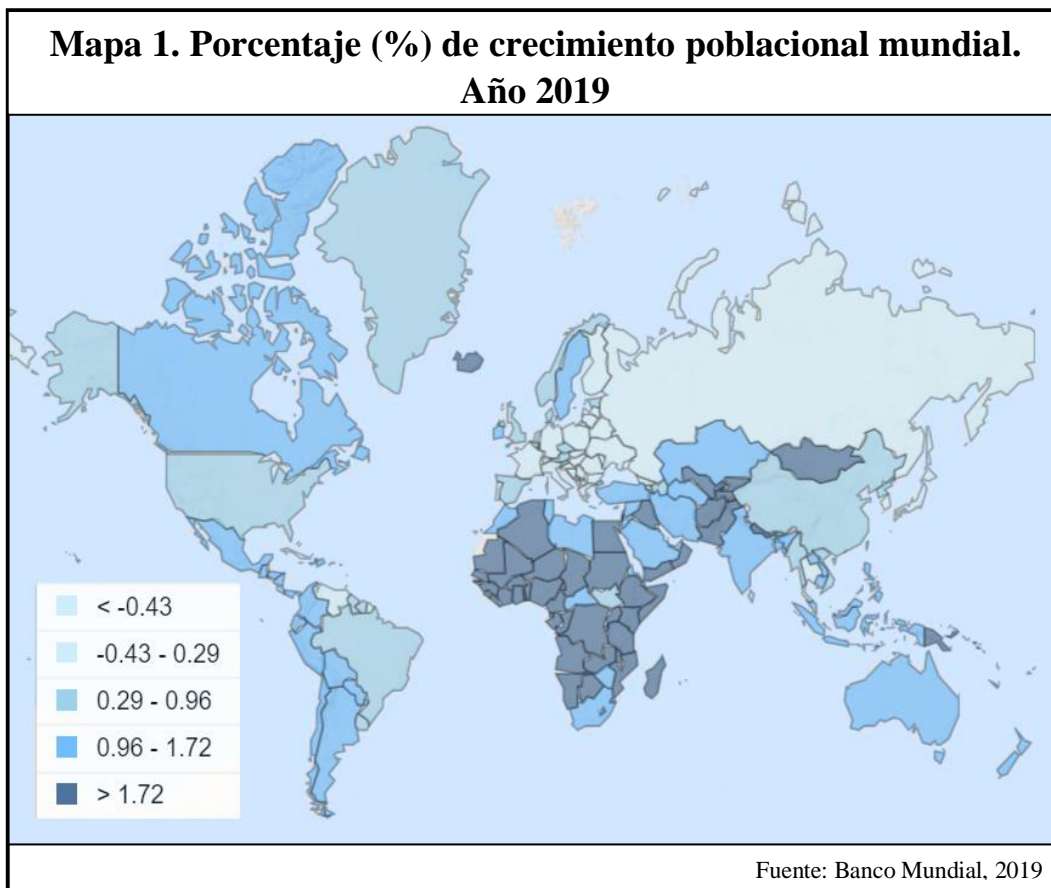 Mapa 1. Porcentaje (%) de crecimiento poblacional mundial.
Año 2019
< -0.43
-0.43 - 0.29
0.29 - 0.96
0.96 - 1.72
> 1.72
Fuente: Banco Mundial, 2019